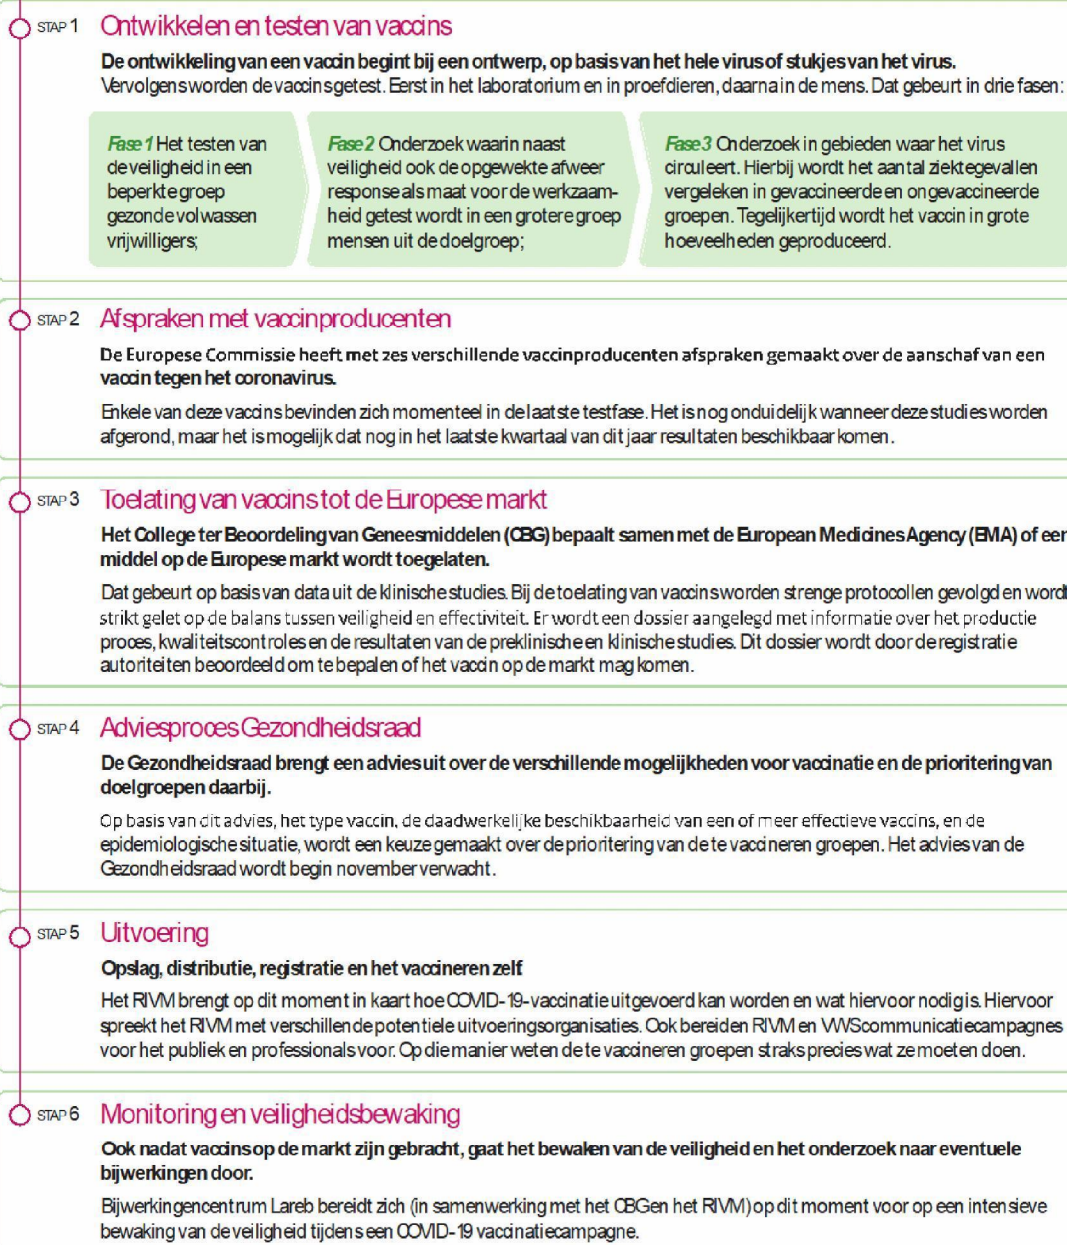 STAP 1 Ontwikkelen en testen van vaccins
De ontwikkeling van een vaccin begint bij een ontwerp, op basis van het hele virus of stukjes van het virus.
Vervolgens worden de vaccins getest. Eerst in het laboratorium en in proefdieren, daarna in de mens. Dat gebeurt in drie fasen:
Fase 1 Het testen van
de veiligheid in een
beperkte groep
gezonde volwassen
vrijwilligers;
Fase 2 Onderzoek waarin naast
veiligheid ook de opgewekte afweer
response als maat voor de werkzaam-
heid getest wordt in een grotere groep
mensen uit de doelgroep;
Fase 3 Onderzoek in gebieden waar het virus
circuleert. Hierbij wordt het aantal ziektegevallen
vergeleken in gevaccineerde en ongevaccineerde
groepen. Tegelijkertijd wordt het vaccin in grote
hoeveelheden geproduceerd.
STAP 2 Afspraken met vaccinproducenten
De Europese Commissie heeft met zes verschillende vaccinproducenten afspraken gemaakt over de aanschaf van een
vaccin tegen het coronavirus.
Enkele van deze vaccins bevinden zich momenteel in de laatste testfase. Het is nog onduidelijk wanneer deze studies worden
afgerond, maar het is mogelijk dat nog in het laatste kwartaal van dit jaar resultaten beschikbaar komen.
STAP 3 Toelating van vaccins tot de Europese markt
Het College ter Beoordeling van Geneesmiddelen (CBG) bepaalt samen met de European Medicines Agency (EMA) of een
middel op de Europese markt wordt toegelaten.
Dat gebeurt op basis van data uit de klinische studies. Bij de toelating van vaccins worden strenge protocollen gevolgd en wordt
strikt gelet op de balans tussen veiligheid en effectiviteit. Er wordt een dossier aangelegd met informatie over het productie
proces, kwaliteitscontroles en de resultaten van de preklinische en klinische studies. Dit dossier wordt door de registratie
autoriteiten beoordeeld om te bepalen of het vaccin op de markt mag komen.
STAP 4 Adviesproces Gezondheidsraad
De Gezondheidsraad brengt een advies uit over de verschillende mogelijkheden voor vaccinatie en de prioritering van
doelgroepen daarbij.
Op basis van dit advies, het type vaccin, de daadwerkelijke beschikbaarheid van een of meer effectieve vaccins, en de
epidemiologische situatie, wordt een keuze gemaakt over de prioritering van de te vaccineren groepen. Het advies van de
Gezondheidsraad wordt begin november verwacht.
STAP 5 Uitvoering
Opslag, distributie, registratie en het vaccineren zelf
Het RIVM brengt op dit moment in kaart hoe COVID-19-vaccinatie uitgevoerd kan worden en wat hiervoor nodig is. Hiervoor
spreekt het RIVM met verschillende potentiele uitvoeringsorganisaties. Ook bereiden RIVM en VWS communicatiecampagnes
voor het publiek en professionals voor. Op die manier weten de te vaccineren groepen straks precies wat ze moeten doen.
STAP 6 Monitoring en veiligheidsbewaking
Ook nadat vaccins op de markt zijn gebracht, gaat het bewaken van de veiligheid en het onderzoek naar eventuele
bijwerkingen door.
Bijwerkingencentrum Lareb bereidt zich (in samenwerking met het CBG en het RIVM) op dit moment voor op een intensieve
bewaking van de veiligheid tijdens een COVID-19 vaccinatiecampagne.